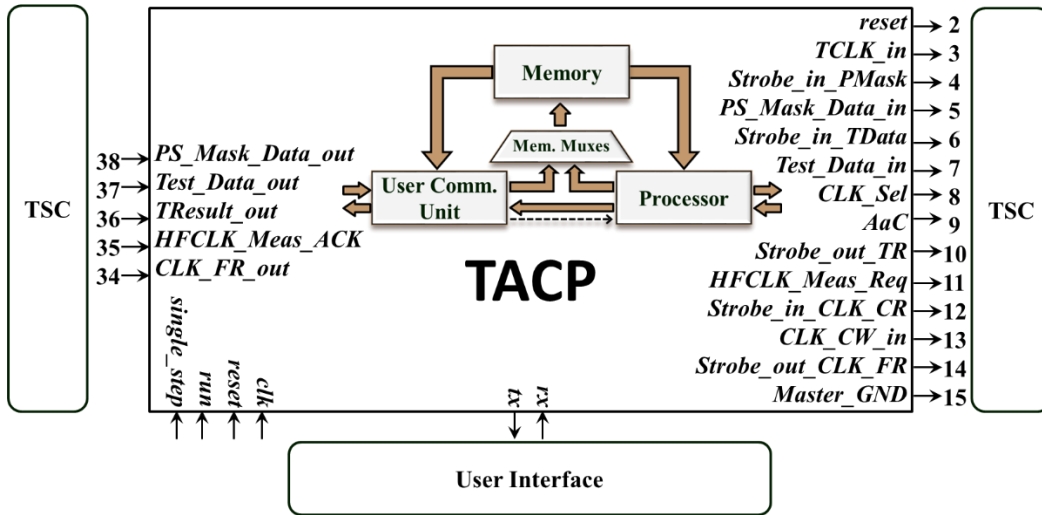 TSC
38
PS_Mask_Data_out
37
Test_Data_out
36
TResult_out
35
HFCLK_Meas_ACK
34
CLK_FR_out
single_step
run
reset
clk
tx
rx
Memory
Mem. Muxes
User Comm.
Unit
Processor
TACP
reset 2
TCLK_in 3
Strobe_in_PMask 4
PS_Mask_Data_in 5
Strobe_in_TData 6
Test_Data_in 7
CLK_Sel 8
AaC 9
Strobe_out_TR 10
HFCLK_Meas_Req 11
Strobe_in_CLK_CR 12
CLK_CW_in 13
Strobe_out_CLK_FR 14
Master_GND 15
TSC
User Interface